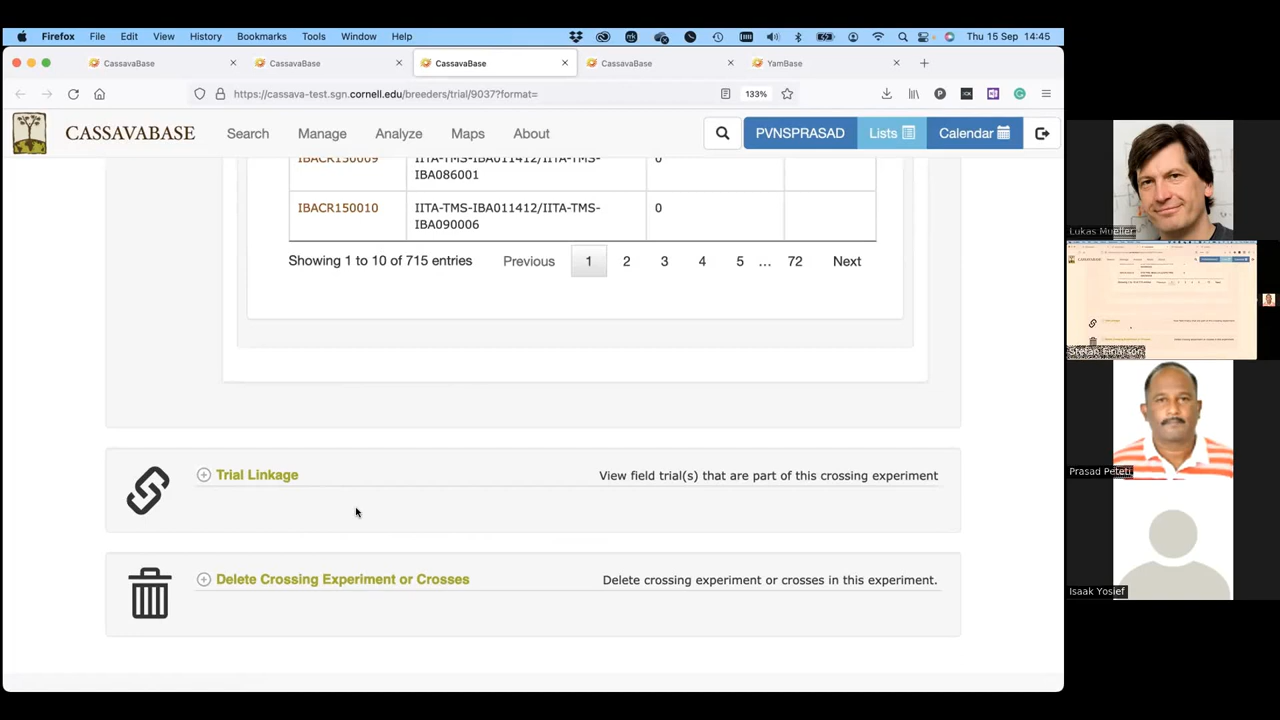 Firefox File Edit View History Bookmarks Tools Window Help Thu 15 Sep 14:45
CassavaBase CassavaBase CassavaBase CassavaBase YamBase
https://cassava-test.sgn.cornell.edu/breeders/trial/9037?format= 133%
CASSAVABASE Search Manage Analyze Maps About PVNSPRASAD Lists Calendar
IBACR150009 IITA-TMS-IBA011412/IITA-TMS- 0
IBA086001
IBACR150010 IITA-TMS-IBA011412/IITA-TMS- 0
IBA090006
Showing 1 to 10 of 715 entries Previous 1 2 3 4 5 ... 72 Next
Trial Linkage View field trial(s) that are part of this crossing experiment
Delete Crossing Experiment or Crosses Delete crossing experiment or crosses in this experiment.
Lukas Mueller
Stefan Einarson
Prasad Peteti
Isaak Yosief